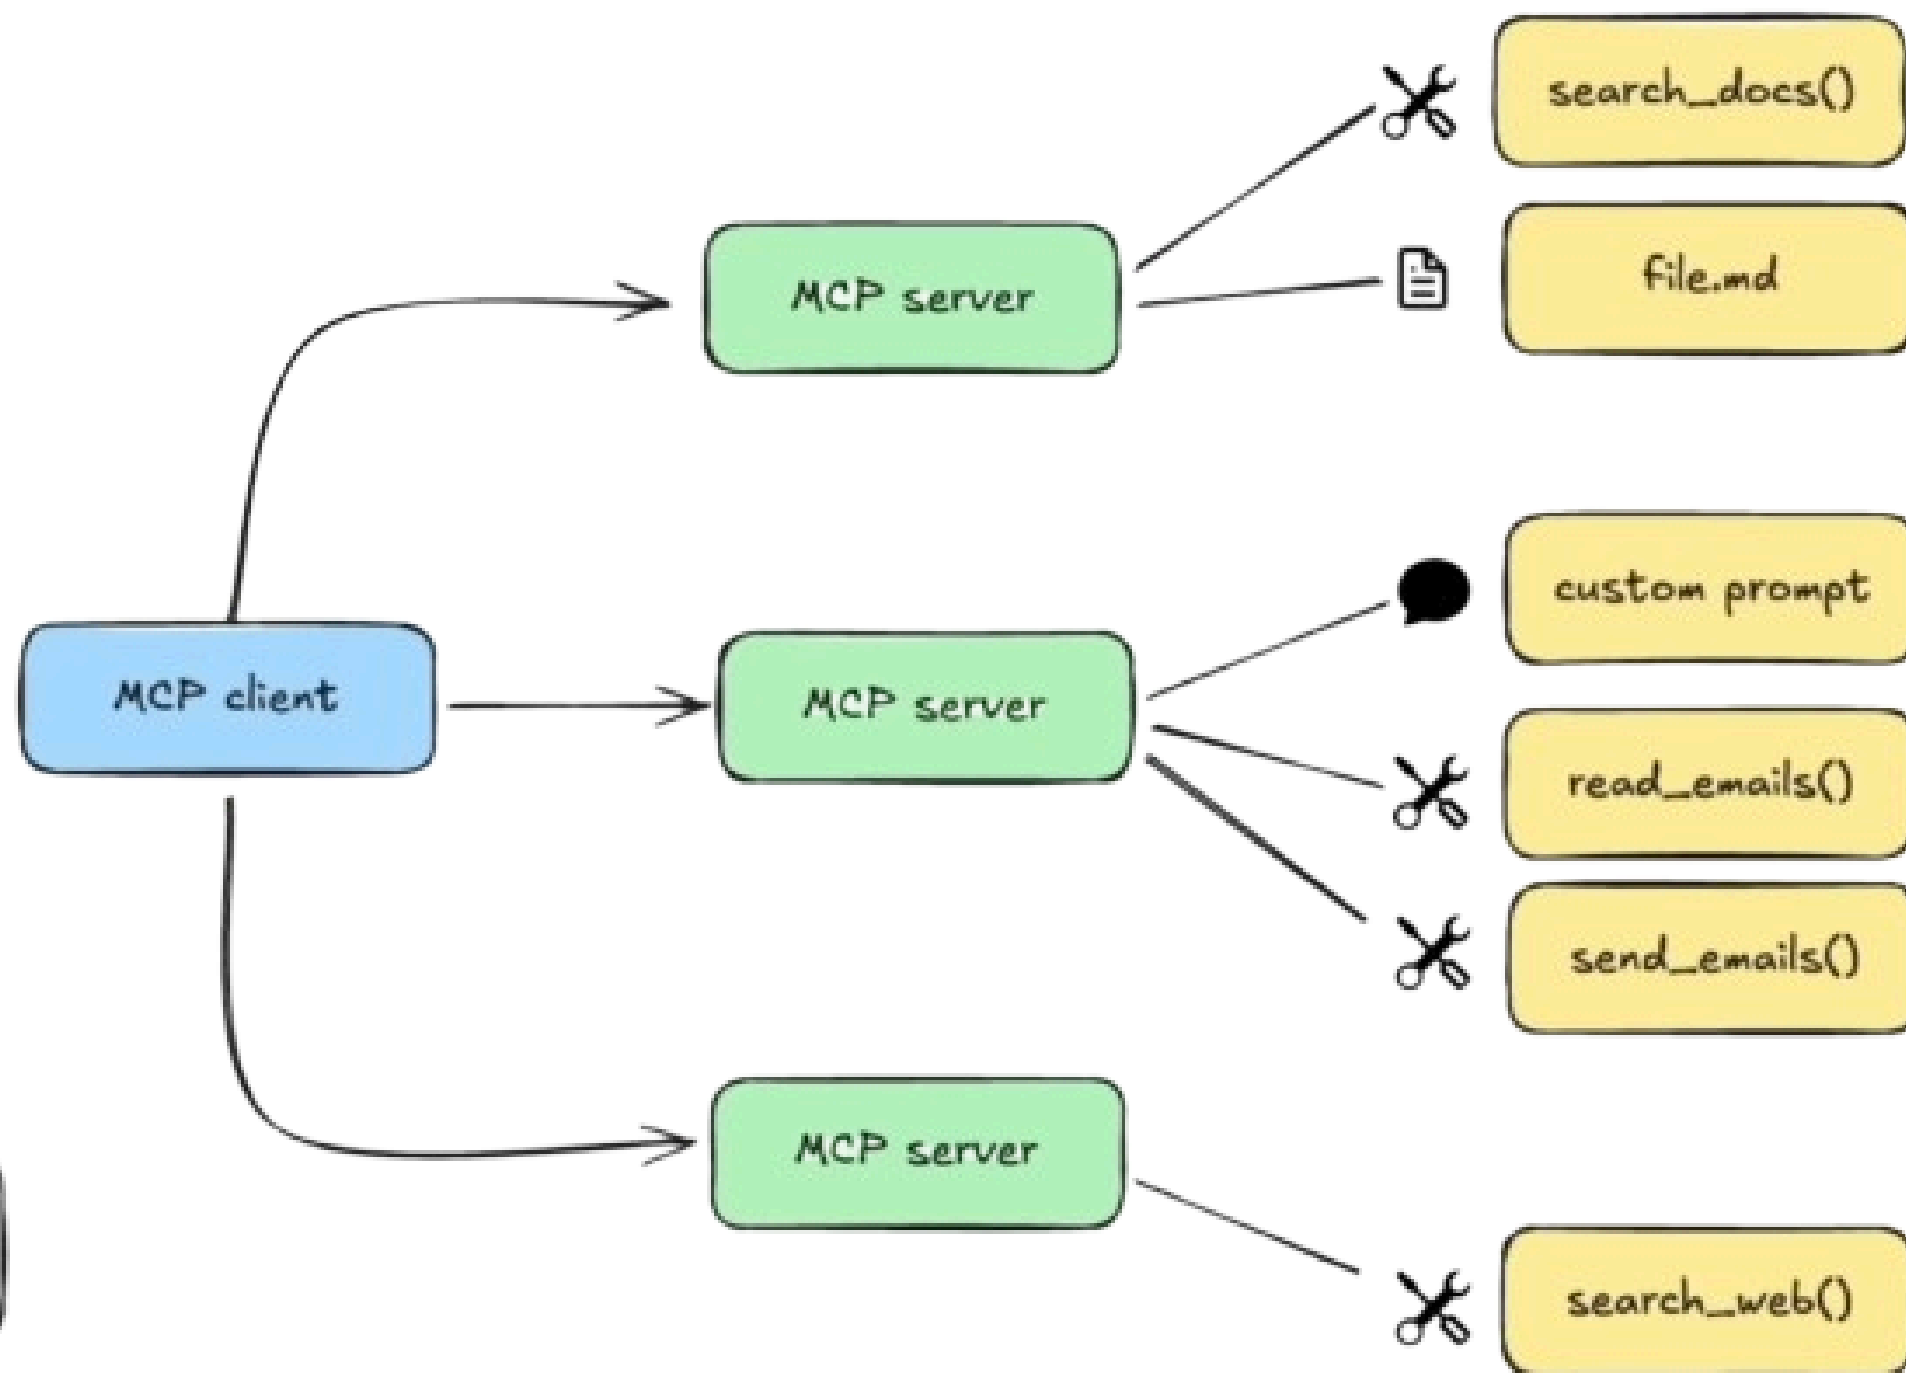 search_docs()
MCP server
file.md
custom prompt
MCP client
MCP server
read_emails()
send_emails()
MCP server
search_web()